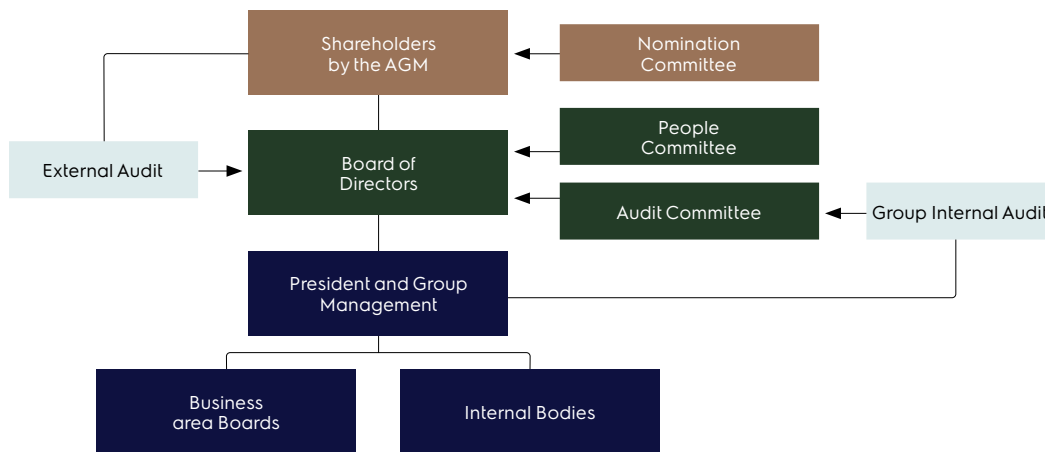 Shareholders
by the AGM
Nomination
Committee
People
Committee
External Audit
Board of
Directors
Audit Committee
Group Internal Audit
President and Group
Management
Business
area Boards
Internal Bodies